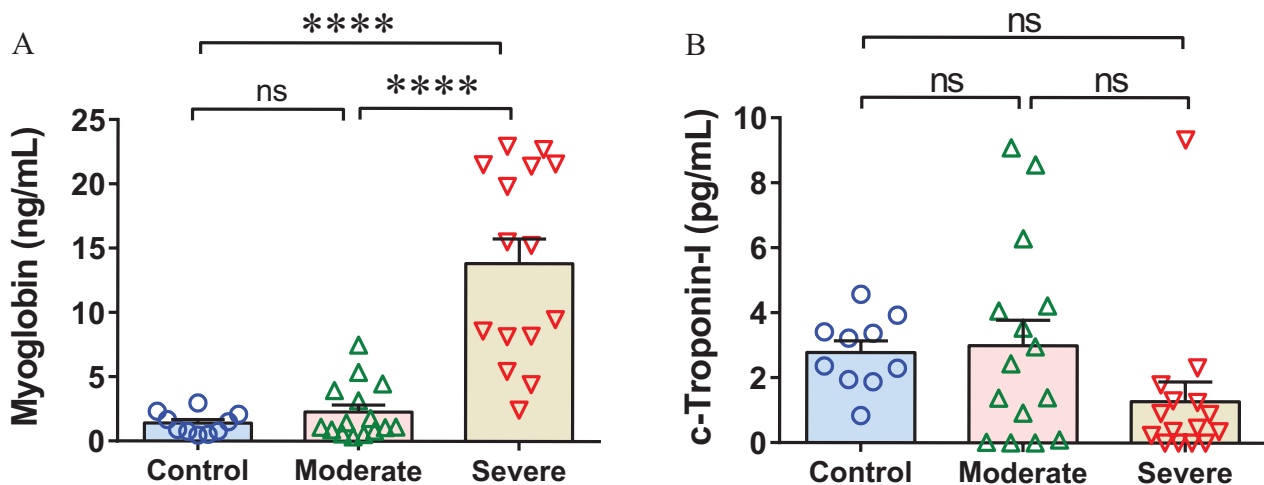 A
****
ns
****
Myoglobin (ng/mL)
25
20
15
10
5
0
Control Moderate Severe
B
ns
ns
ns
c-Troponin-I (pg/mL)
10
8
6
4
2
0
Control Moderate Severe